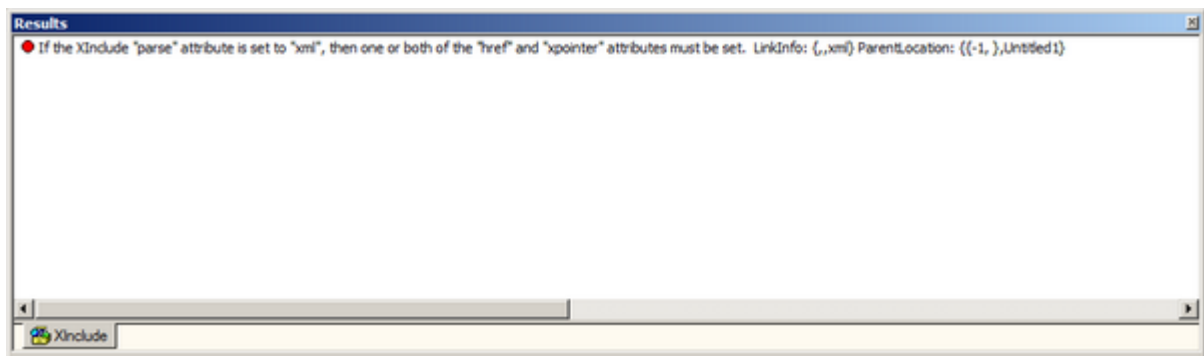 Results
If the XInclude "parse" attribute is set to "xml", then one or both of the "href" and "xpointer" attributes must be set.  LinkInfo: {,,xml} ParentLocation: {{-1, },Untitled1}
XInclude